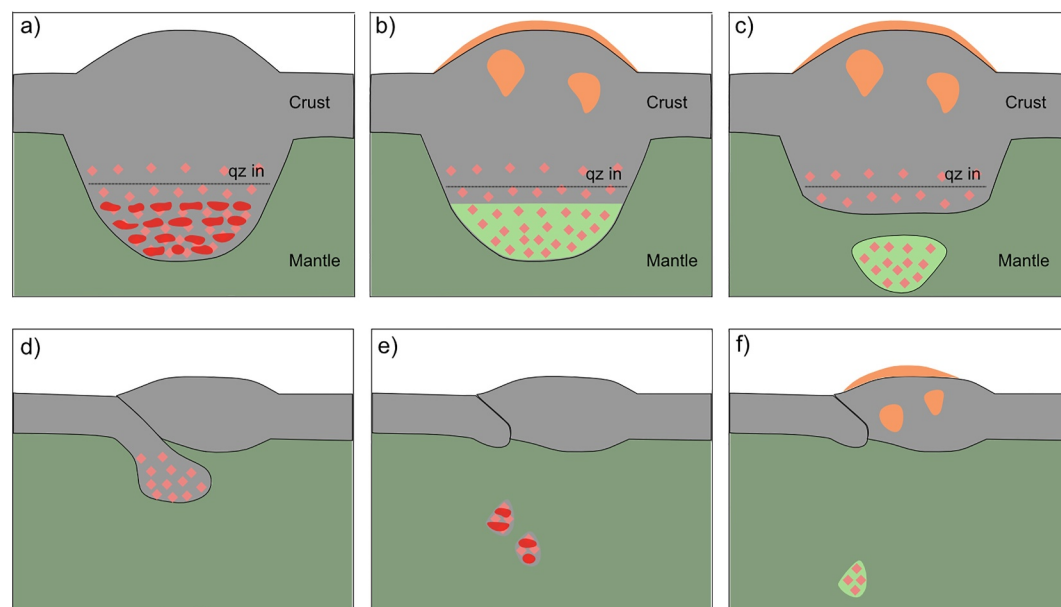 a)
Crust
qz in
Mantle
b)
Crust
qz in
Mantle
c)
Crust
qz in
Mantle
d)
e)
f)